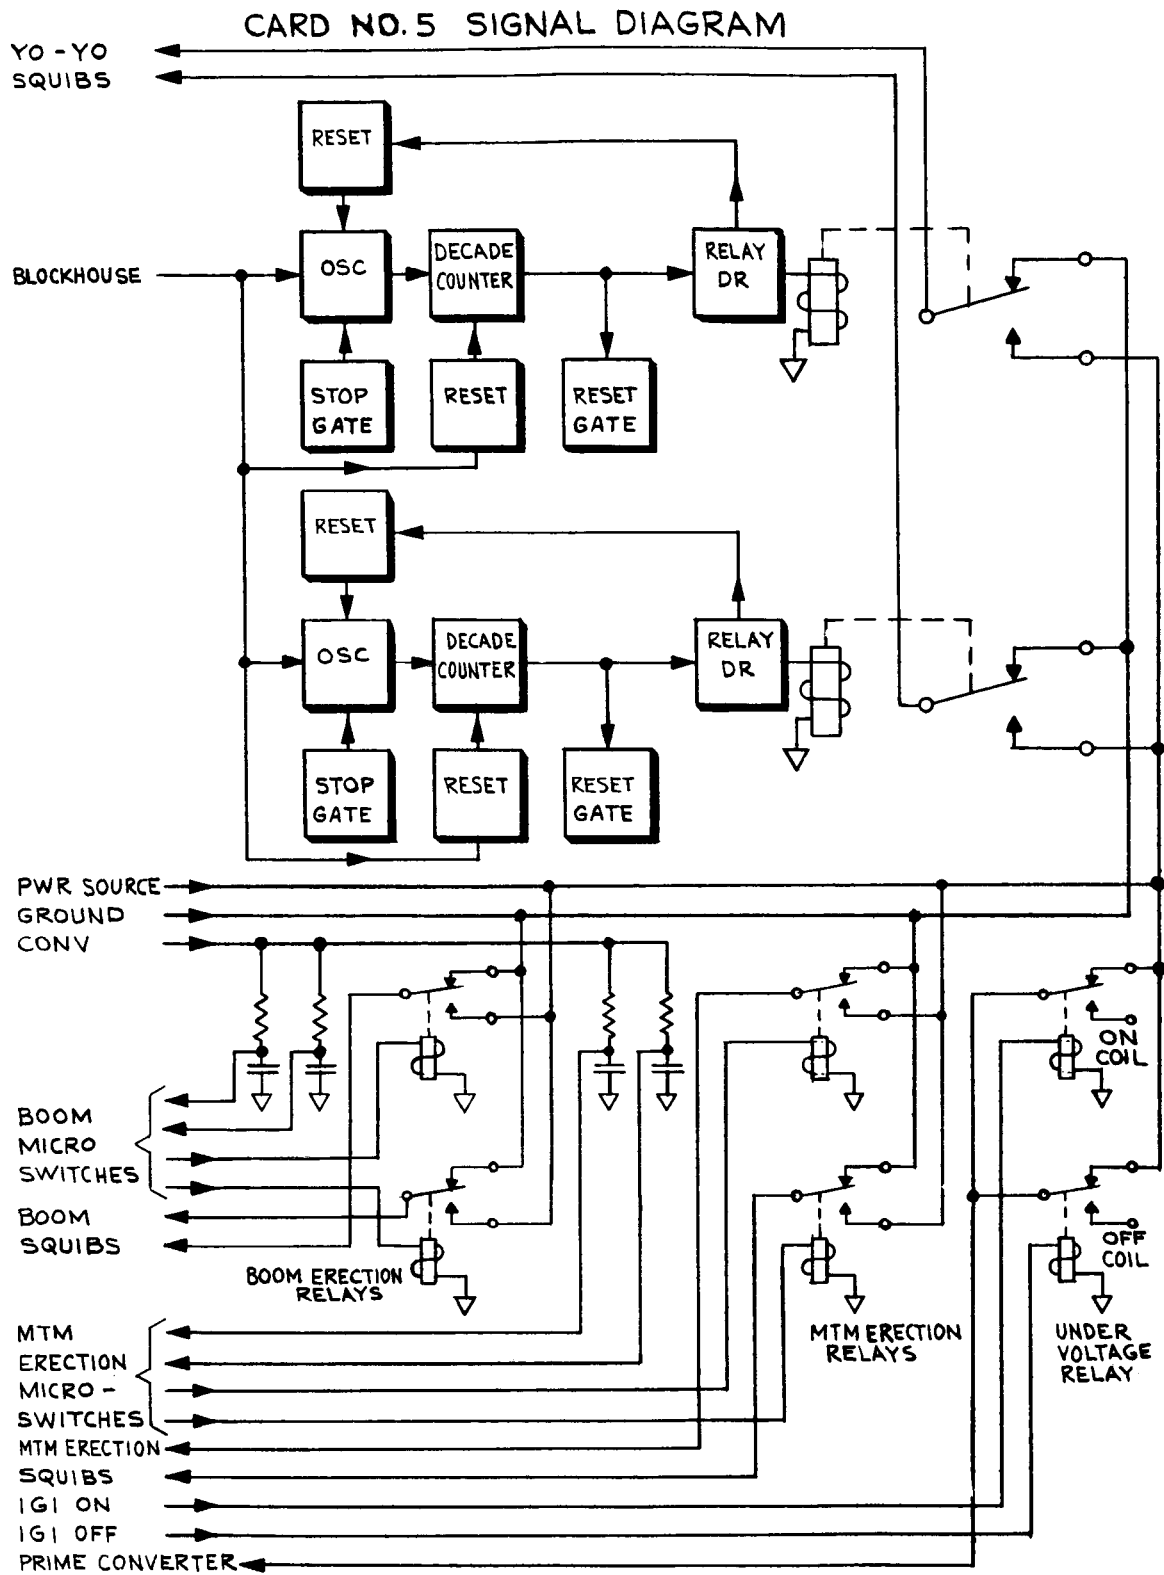 CARD NO. 5 SIGNAL DIAGRAM
YO-YO
SQUIBS
RESET
BLOCKHOUSE
OSC
DECADE
COUNTER
RELAY
DR
STOP
GATE
RESET
RESET
GATE
RESET
OSC
DECADE
COUNTER
RELAY
DR
STOP
GATE
RESET
RESET
GATE
PWR SOURCE
GROUND
CONV
ON
COIL
BOOM
MICRO
SWITCHES
BOOM
SQUIBS
OFF
COIL
BOOM ERECTION
RELAYS
MTM
ERECTION
MICRO-
SWITCHES
MTM ERECTION
RELAYS
UNDER
VOLTAGE
RELAY
MTM ERECTION
SQUIBS
IGI ON
IGI OFF
PRIME CONVERTER